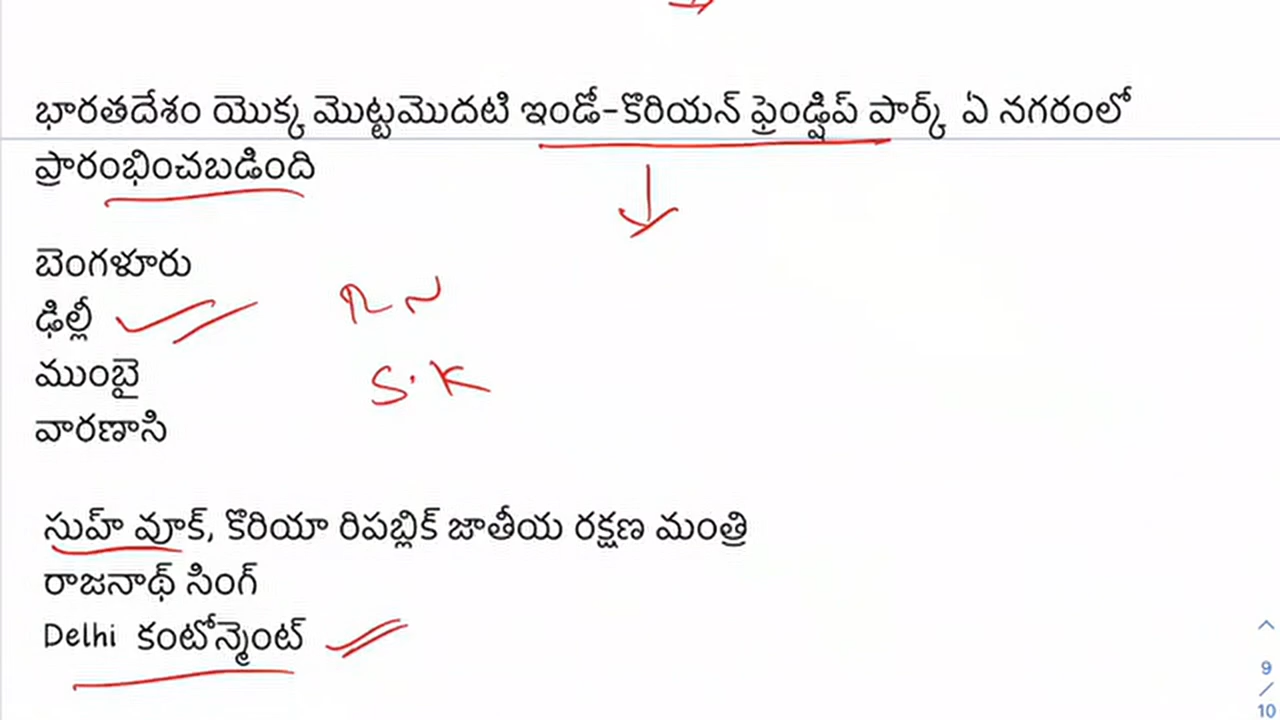 భారతదేశం యొక్క మొట్టమొదటి ఇండో-కొరియన్ ఫ్రెండ్షిప్ పార్క్ ఏ నగరంలో
ప్రారంభించబడింది
బెంగళూరు
ఢిల్లీ
ముంబై
వారణాసి
RN
S.K
సుహ్ వూక్, కొరియా రిపబ్లిక్ జాతీయ రక్షణ మంత్రి
రాజనాథ్ సింగ్
Delhi కంటోన్మెంట్
9
/
10